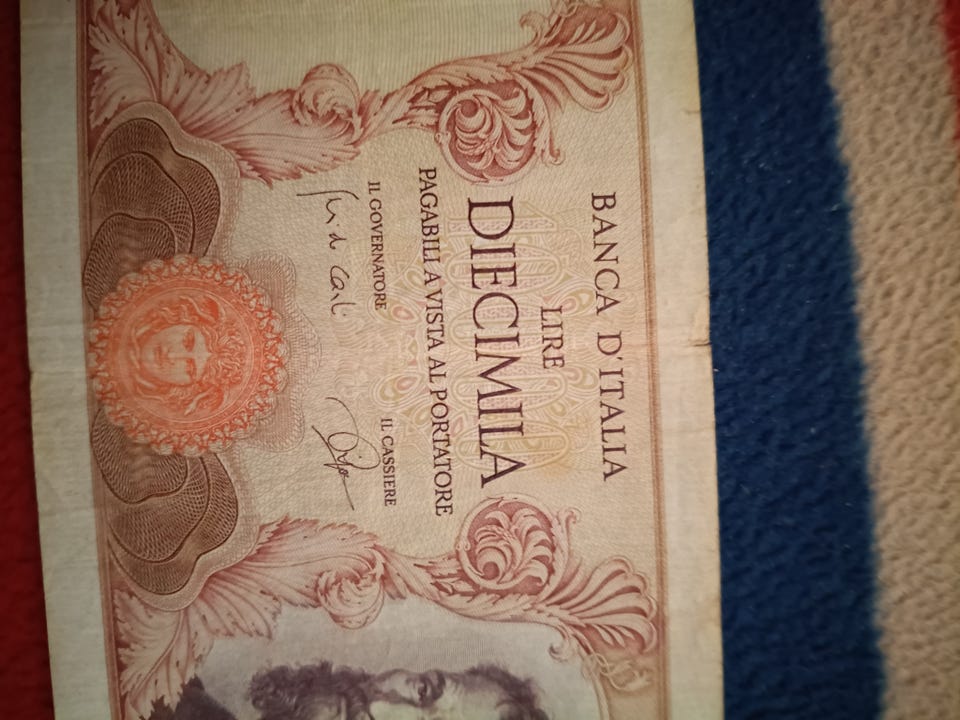 BANCA D'ITALIA
LIRE
DIECIMILA
PAGABILI A VISTA AL PORTATORE
IL GOVERNATORE
IL CASSIERE